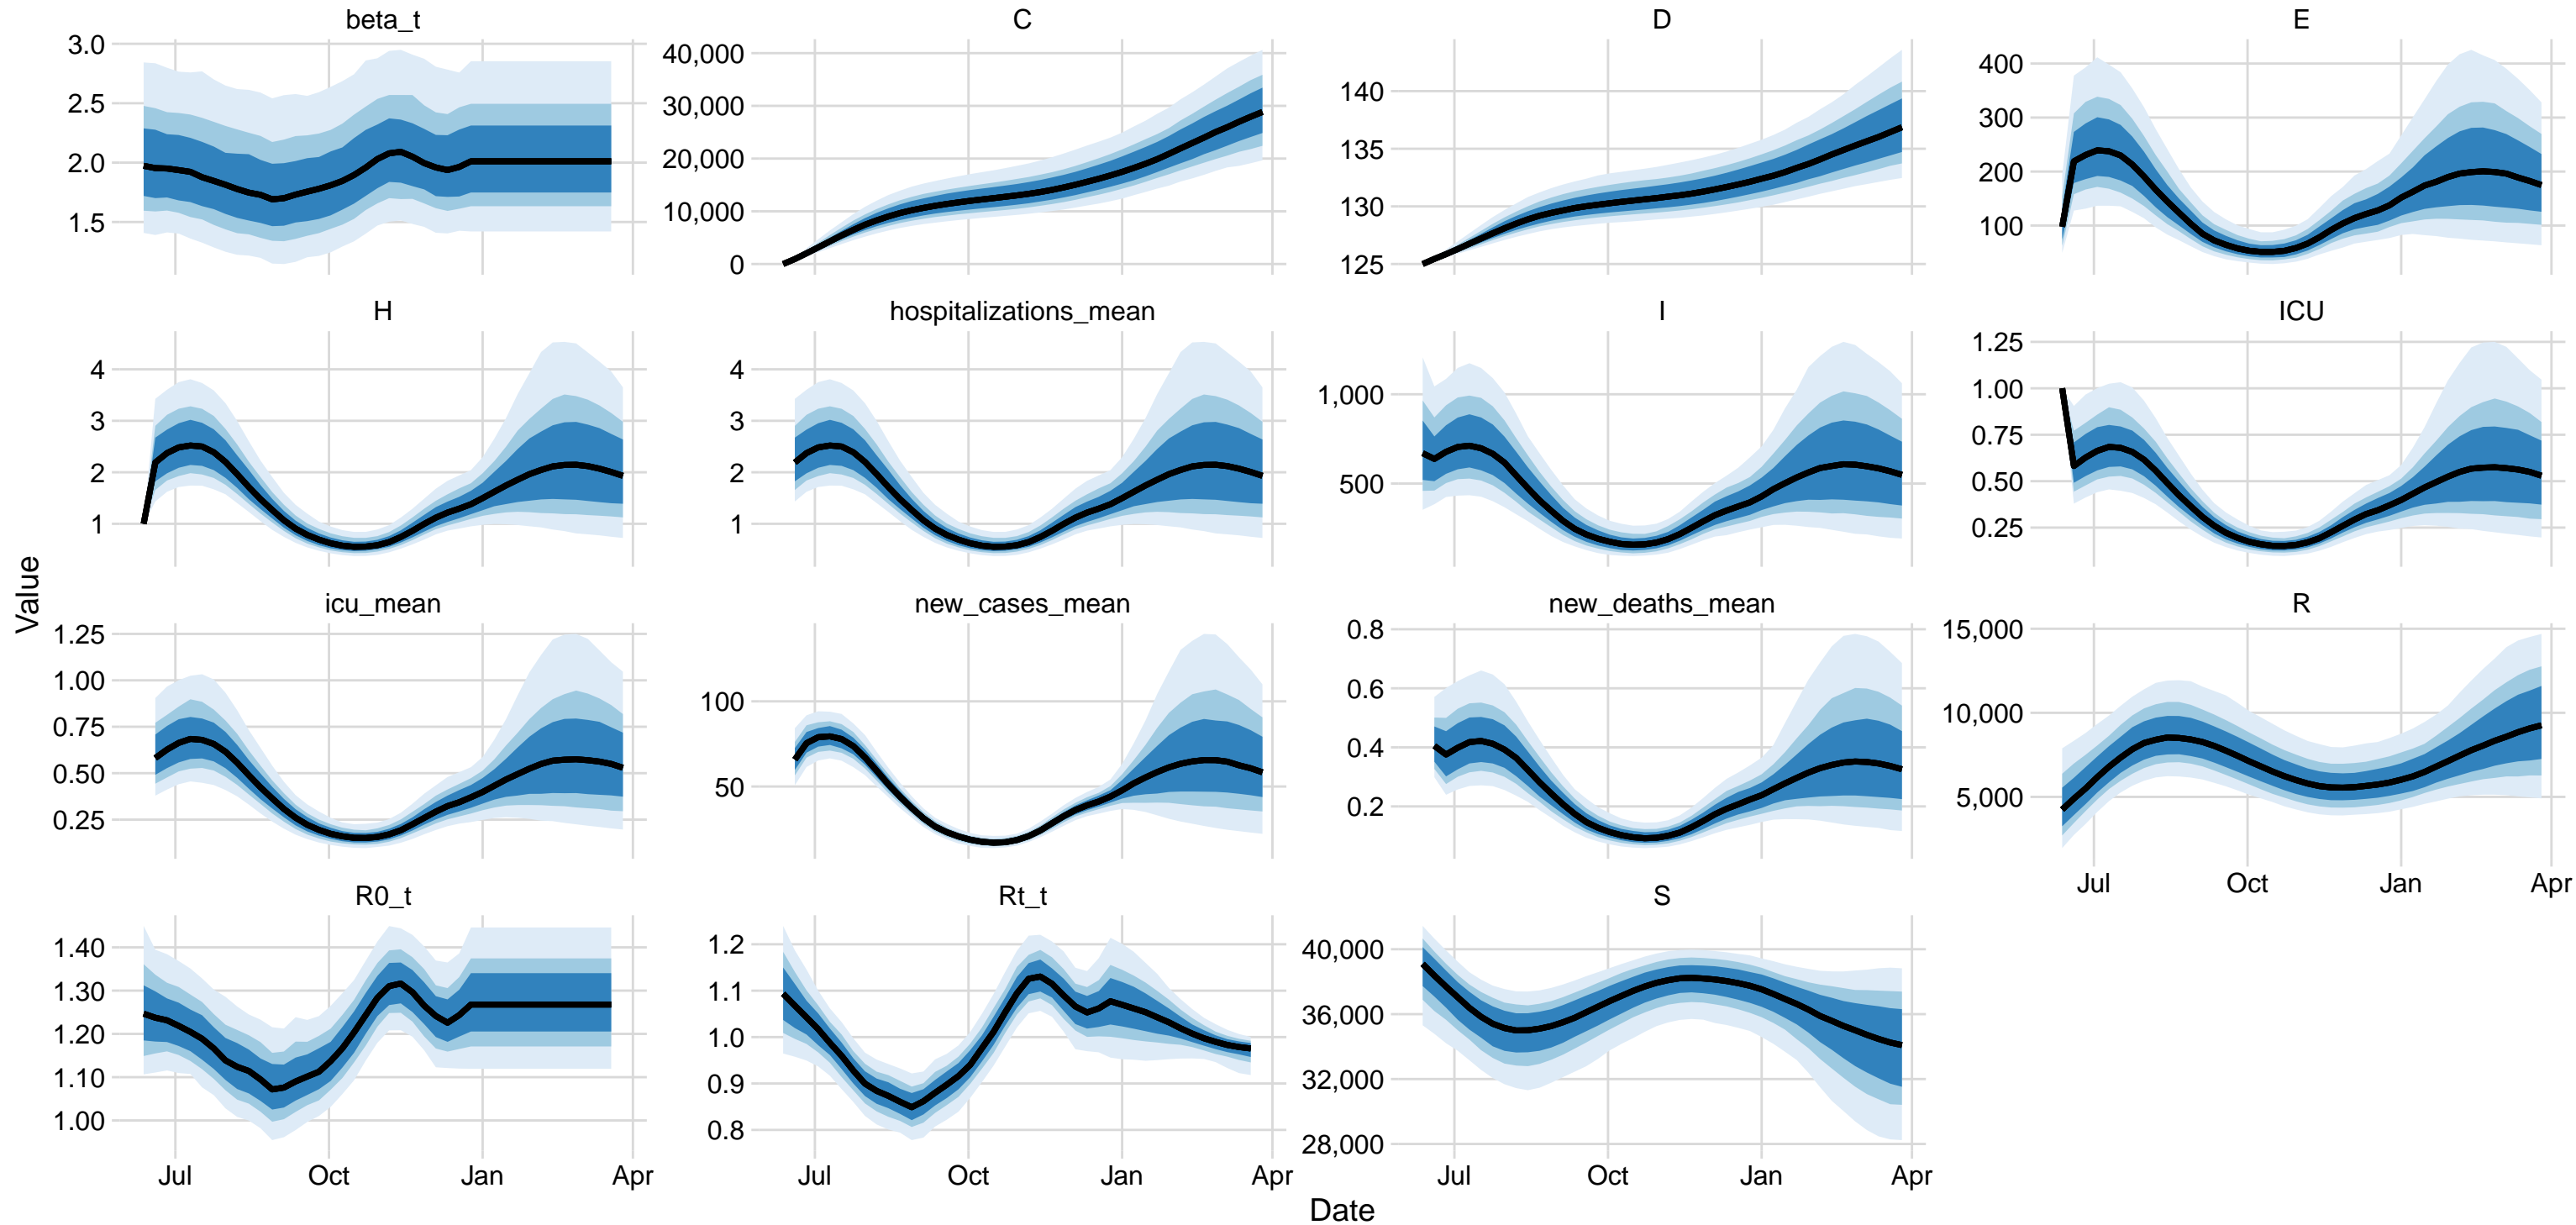 beta_t
C
D
E
3.0
2.5
2.0
1.5
40,000
30,000
20,000
10,000
0
140
135
130
125
400
300
200
100
H
hospitalizations_mean
I
ICU
4
3
2
1
4
3
2
1
1,000
500
1.25
1.00
0.75
0.50
0.25
Value
icu_mean
new_cases_mean
new_deaths_mean
R
1.25
1.00
0.75
0.50
0.25
100
50
0.8
0.6
0.4
0.2
15,000
10,000
5,000
Jul Oct Jan Apr
R0_t
Rt_t
S
1.40
1.30
1.20
1.10
1.00
1.2
1.1
1.0
0.9
0.8
40,000
36,000
32,000
28,000
Jul Oct Jan Apr
Jul Oct Jan Apr
Jul Oct Jan Apr
Date